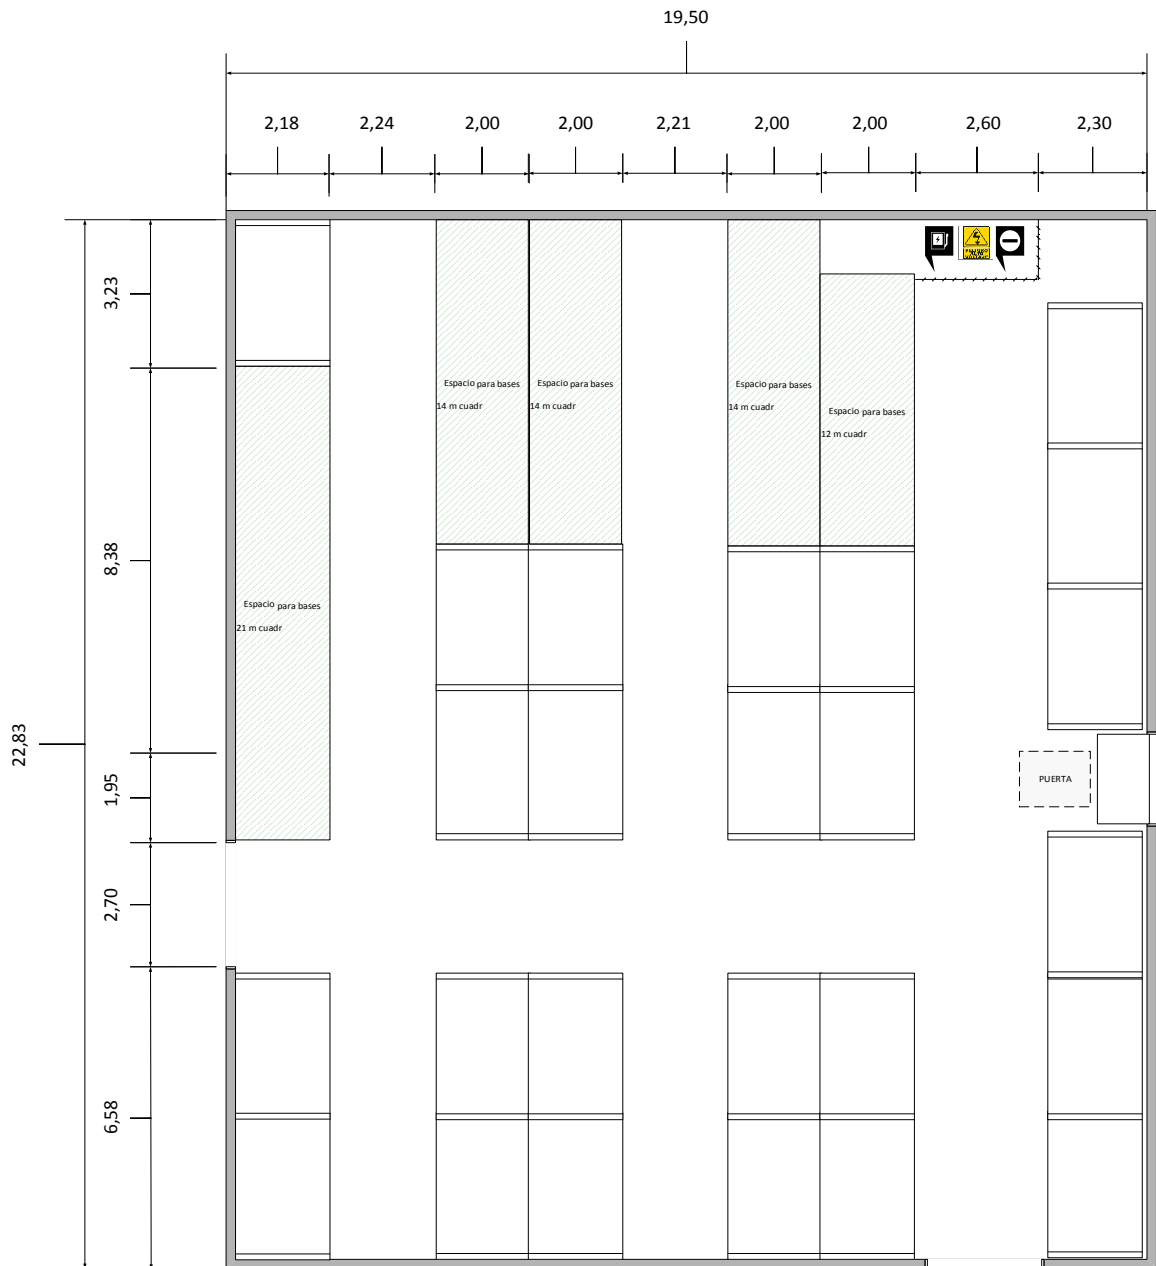 19,50
2,18 2,24 2,00 2,00 2,21 2,00 2,00 2,60 2,30
PELIGRO
3,23
Espacio para bases
14 m cuadr
Espacio para bases
14 m cuadr
Espacio para bases
14 m cuadr
Espacio para bases
12 m cuadr
8,38
Espacio para bases
21 m cuadr
22,83
1,95
PUERTA
2,70
6,58